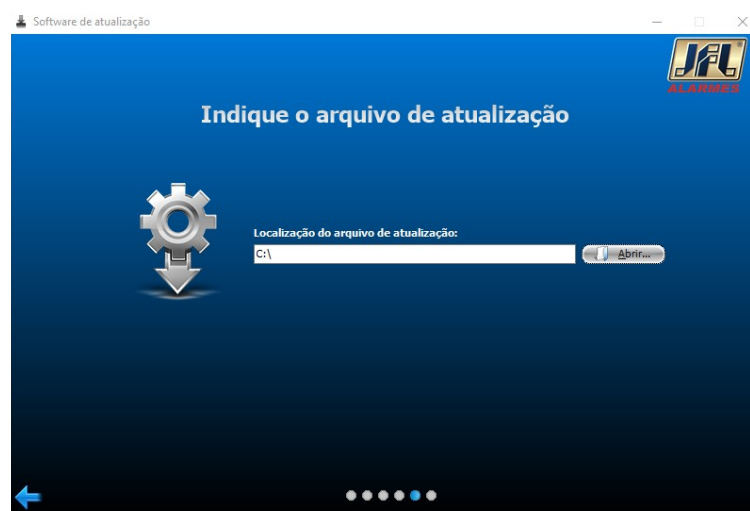 Software de atualização
JFL
ALARMES
Indique o arquivo de atualização
Localização do arquivo de atualização:
C:\
Abrir...